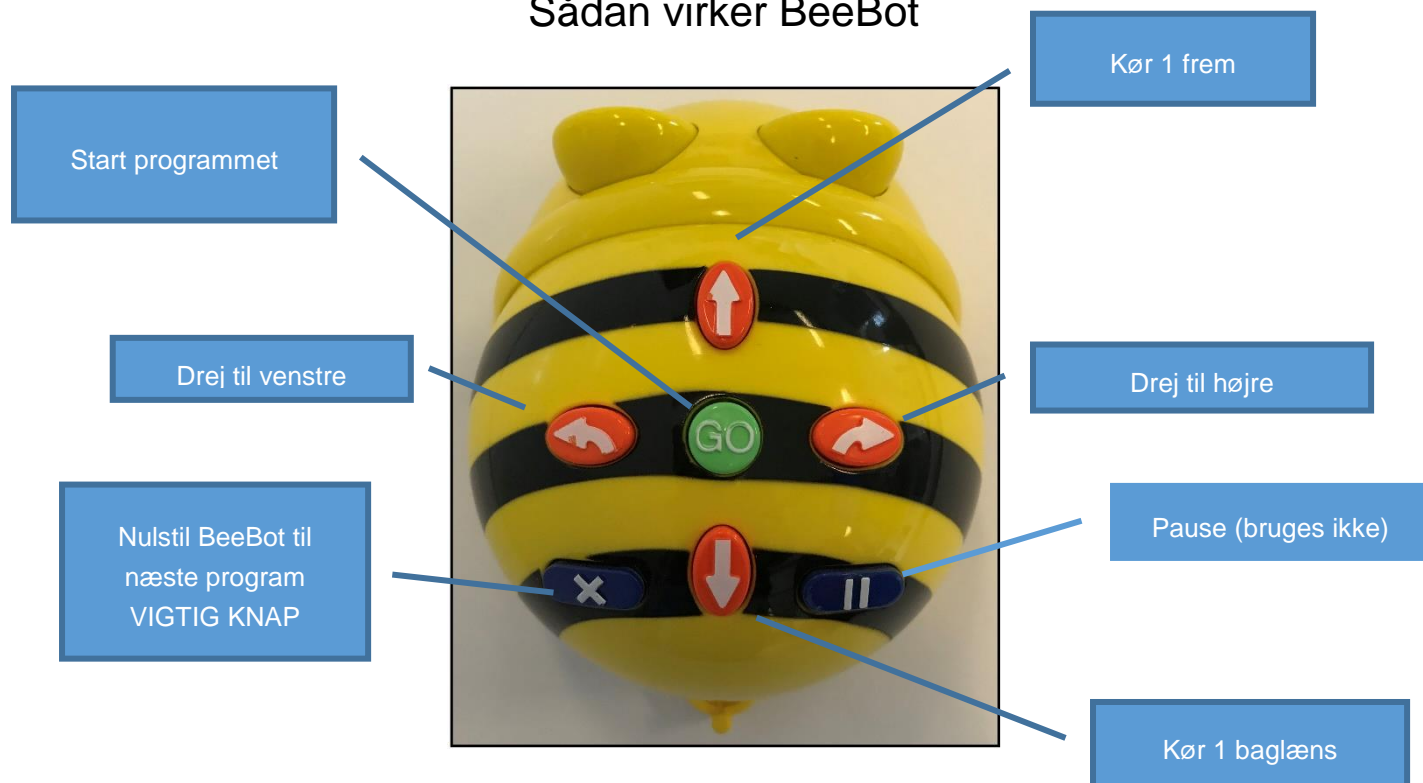 Sådan virker BeeBot
Kør 1 frem
Start programmet
Drej til venstre
GO
Drej til højre
Nulstil BeeBot til
næste program
VIGTIG KNAP
Pause (bruges ikke)
Kør 1 baglæns